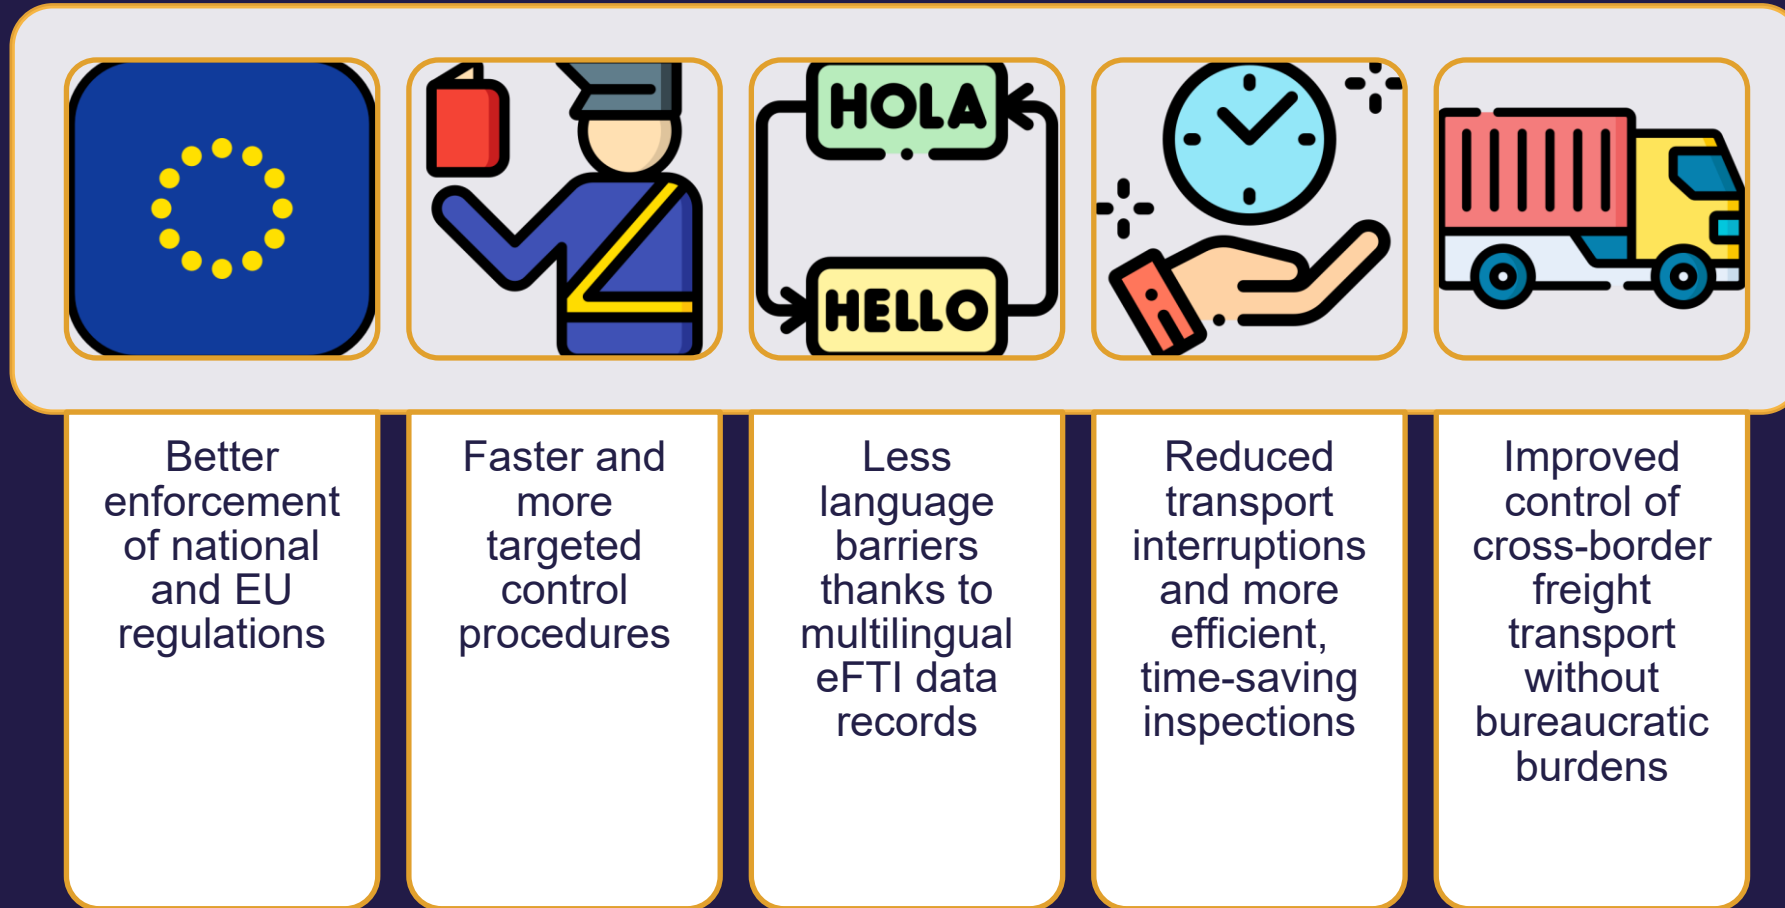 HOLA
HELLO
Better
enforcement
of national
and EU
regulations
Faster and
more
targeted
control
procedures
Less
language
barriers
thanks to
multilingual
eFTI data
records
Reduced
transport
interruptions
and more
efficient,
time-saving
inspections
Improved
control of
cross-border
freight
transport
without
bureaucratic
burdens